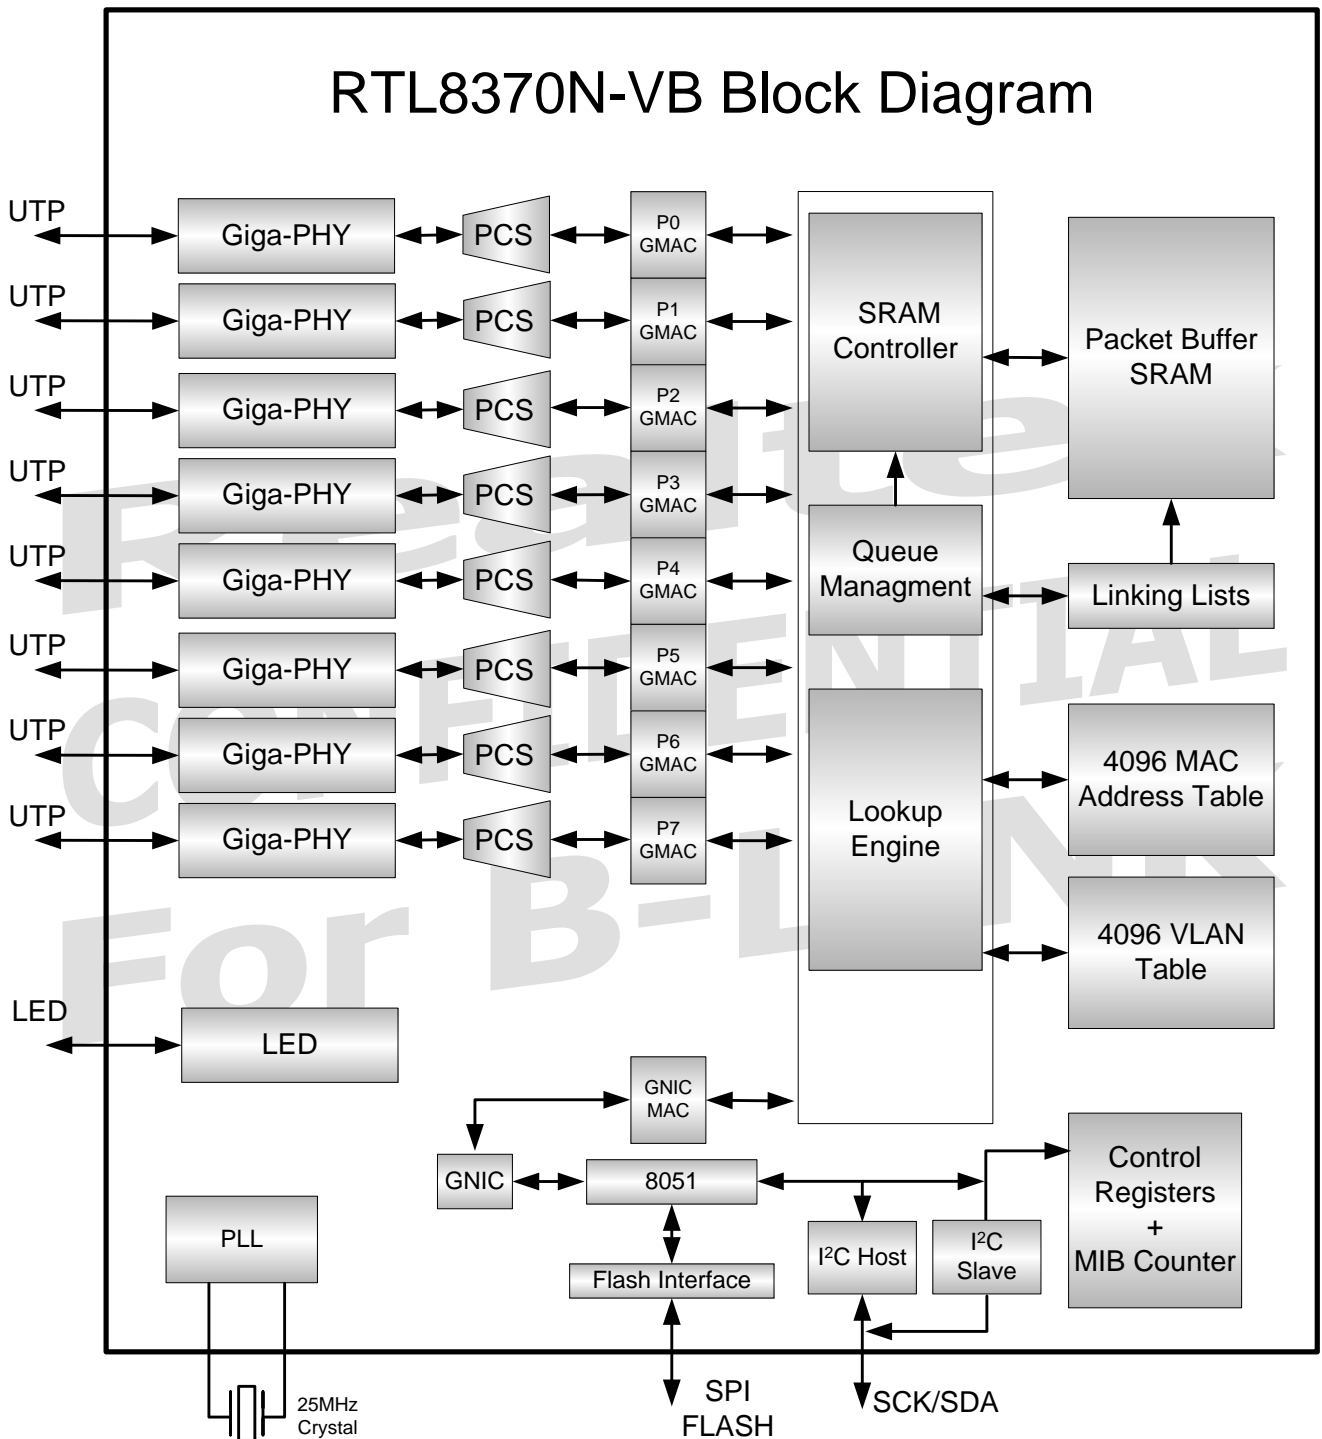 RTL8370N-VB Block Diagram
UTP
Giga-PHY
PCS
P0
GMAC
UTP
Giga-PHY
PCS
P1
GMAC
UTP
Giga-PHY
PCS
P2
GMAC
UTP
Giga-PHY
PCS
P3
GMAC
UTP
Giga-PHY
PCS
P4
GMAC
UTP
Giga-PHY
PCS
P5
GMAC
UTP
Giga-PHY
PCS
P6
GMAC
UTP
Giga-PHY
PCS
P7
GMAC
SRAM
Controller
Packet Buffer
SRAM
Queue
Managment
Linking Lists
Lookup
Engine
4096 MAC
Address Table
4096 VLAN
Table
LED
LED
GNIC
MAC
GNIC
8051
Control
Registers
+
MIB Counter
PLL
Flash Interface
I²C Host
I²C
Slave
25MHz
Crystal
SPI
FLASH
SCK/SDA
Realtek
CONFIDENTIAL
For B-LINK